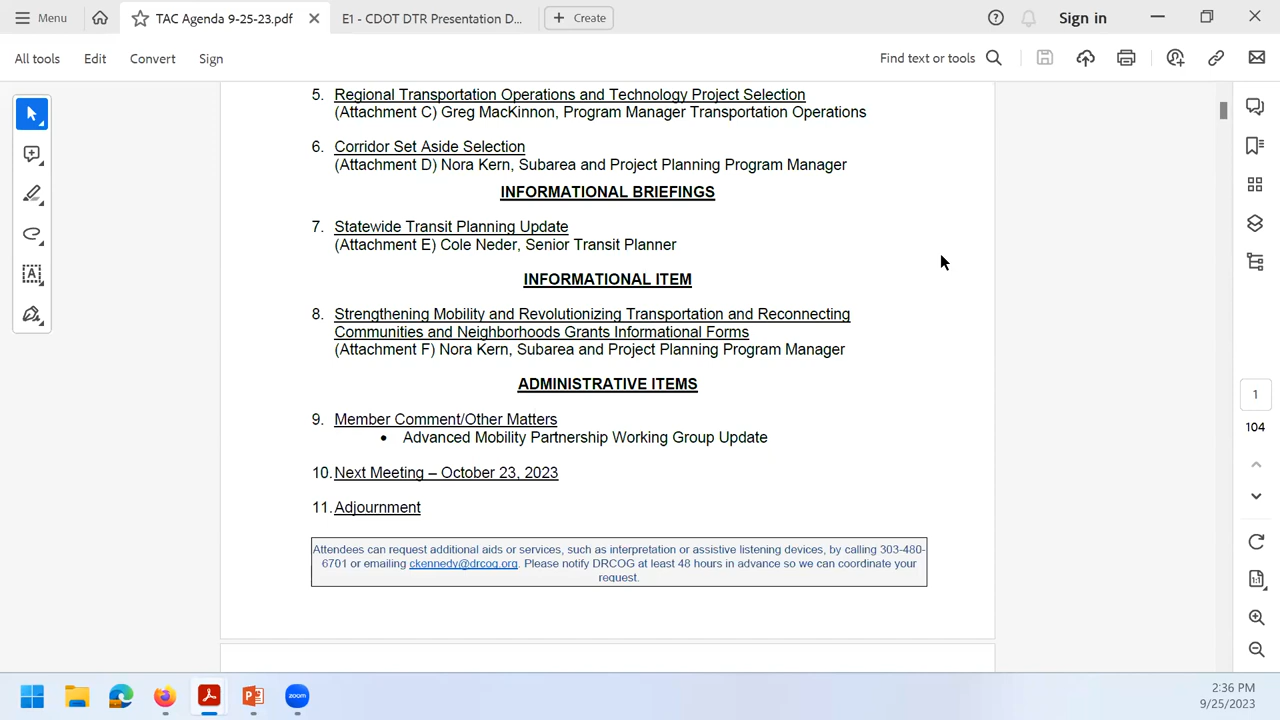 Menu
TAC Agenda 9-25-23.pdf
E1 - CDOT DTR Presentation D...
Create
Sign in
All tools
Edit
Convert
Sign
Find text or tools
5. Regional Transportation Operations and Technology Project Selection
(Attachment C) Greg MacKinnon, Program Manager Transportation Operations
6. Corridor Set Aside Selection
(Attachment D) Nora Kern, Subarea and Project Planning Program Manager
INFORMATIONAL BRIEFINGS
7. Statewide Transit Planning Update
(Attachment E) Cole Neder, Senior Transit Planner
INFORMATIONAL ITEM
8. Strengthening Mobility and Revolutionizing Transportation and Reconnecting
Communities and Neighborhoods Grants Informational Forms
(Attachment F) Nora Kern, Subarea and Project Planning Program Manager
ADMINISTRATIVE ITEMS
9. Member Comment/Other Matters
• Advanced Mobility Partnership Working Group Update
10. Next Meeting – October 23, 2023
11. Adjournment
Attendees can request additional aids or services, such as interpretation or assistive listening devices, by calling 303-480-
6701 or emailing ckennedy@drcog.org. Please notify DRCOG at least 48 hours in advance so we can coordinate your
request.
1
104
1:1
zoom
2:36 PM
9/25/2023